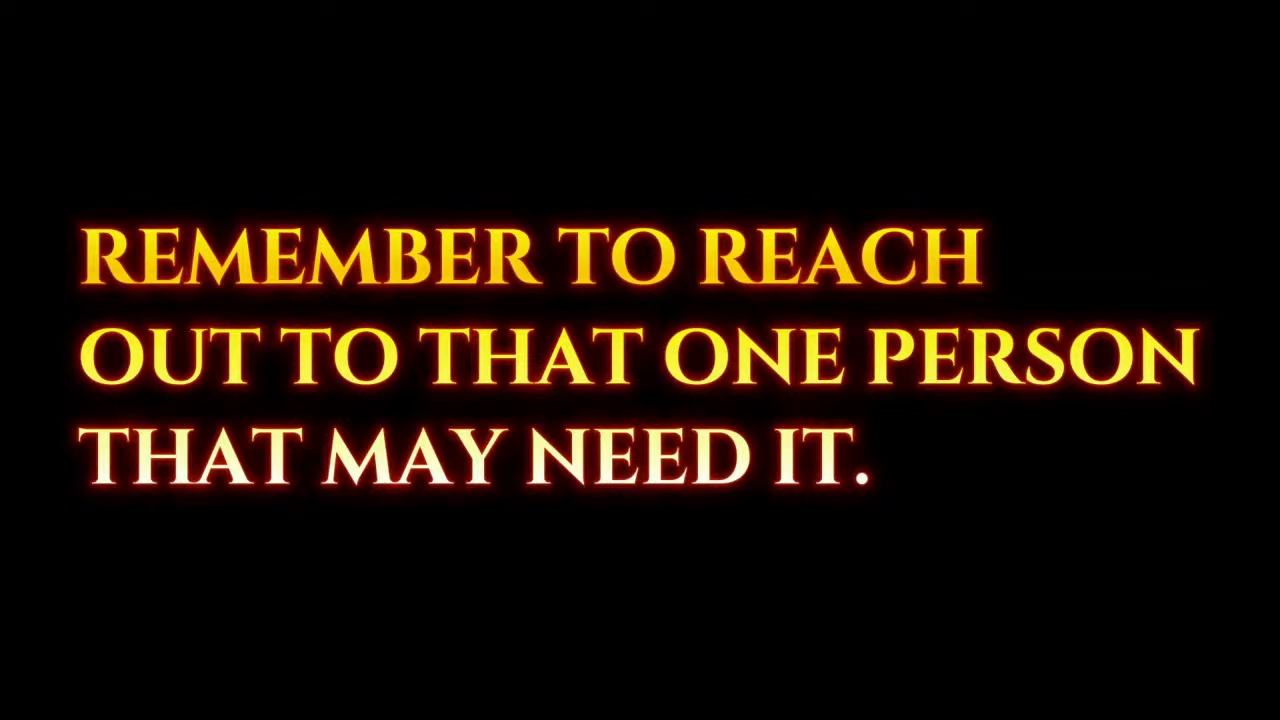 REMEMBER TO REACH
OUT TO THAT ONE PERSON
THAT MAY NEED IT.